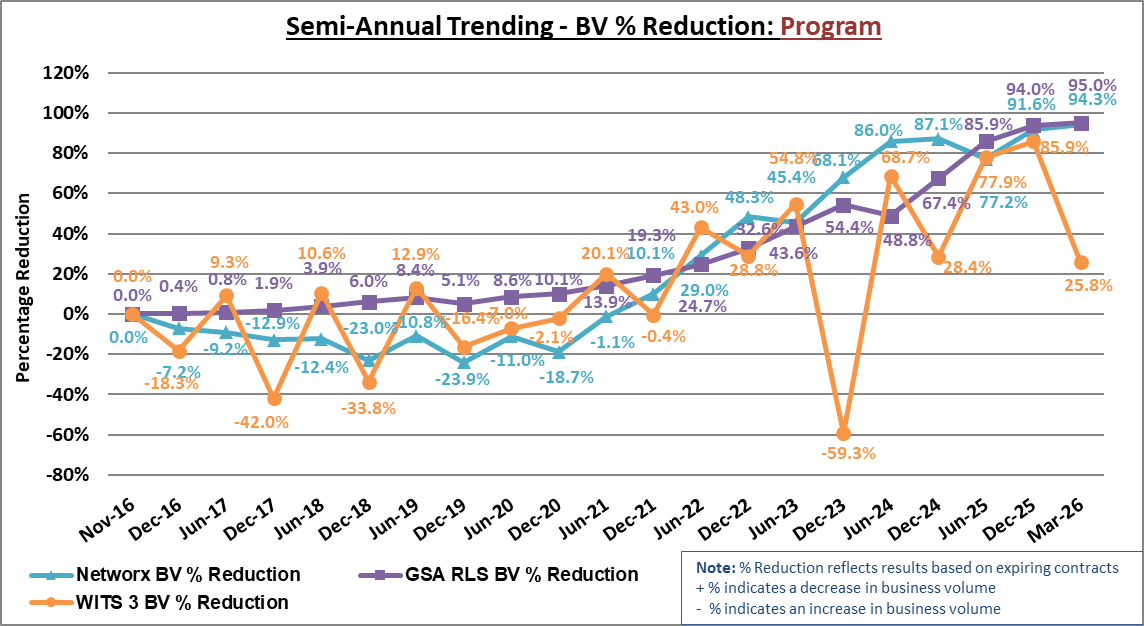 Semi-Annual Trending - BV % Reduction: Program
Percentage Reduction
120%
100%
80%
60%
40%
20%
0%
-20%
-40%
-60%
-80%
0.0%
-18.3%
9.3%
-42.0%
10.6%
-33.8%
12.9%
-16.4%
-7.0%
-2.1%
20.1%
-0.4%
43.0%
28.8%
54.8%
-59.3%
68.7%
28.4%
77.9%
85.9%
25.8%
0.0%
0.4%
0.8%
1.9%
3.9%
6.0%
8.4%
5.1%
8.6%
10.1%
13.9%
19.3%
24.7%
32.6%
43.6%
54.4%
48.8%
67.4%
85.9%
94.0%
95.0%
0.0%
-7.2%
-9.2%
-12.9%
-12.4%
-23.0%
-10.8%
-23.9%
-11.0%
-18.7%
-1.1%
10.1%
29.0%
48.3%
45.4%
68.1%
86.0%
87.1%
77.2%
91.6%
94.3%
Nov-16
Dec-16
Jun-17
Dec-17
Jun-18
Dec-18
Jun-19
Dec-19
Jun-20
Dec-20
Jun-21
Dec-21
Jun-22
Dec-22
Jun-23
Dec-23
Jun-24
Dec-24
Jun-25
Dec-25
Mar-26
Networx BV % Reduction
GSA RLS BV % Reduction
WITS 3 BV % Reduction
Note: % Reduction reflects results based on expiring contracts
+ % indicates a decrease in business volume
- % indicates an increase in business volume